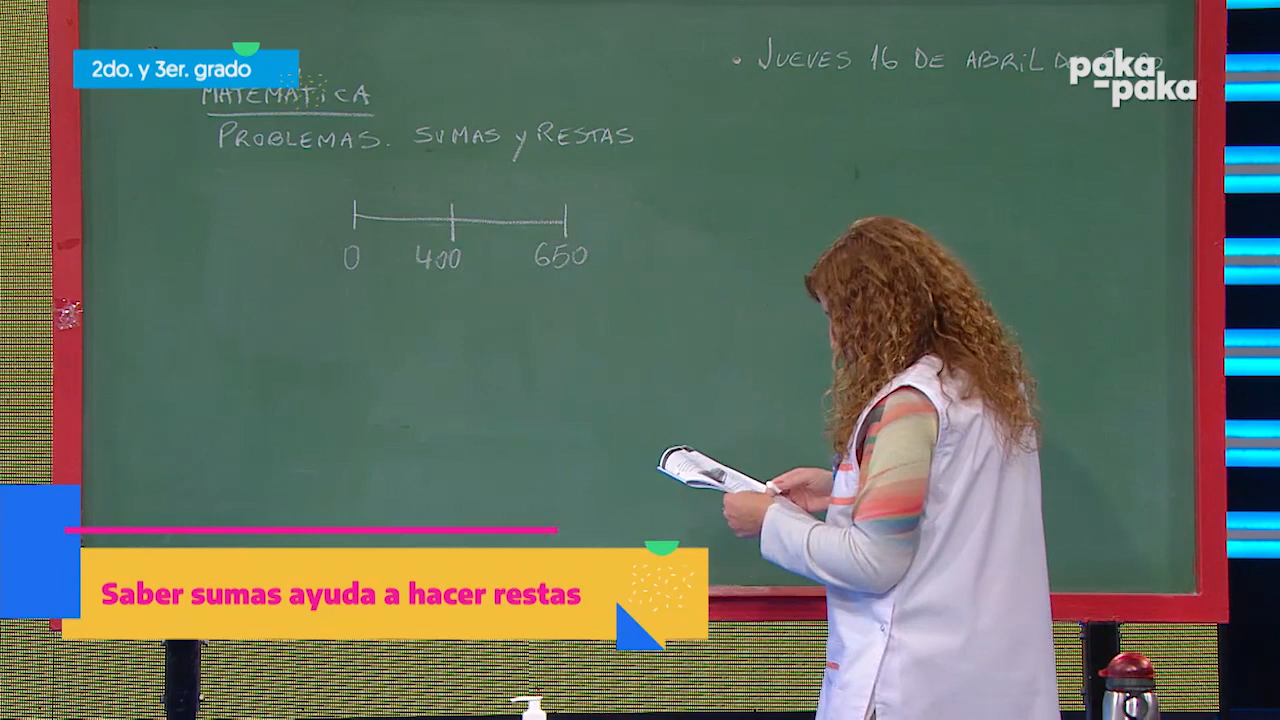 2do. y 3er. grado
• JUEVES 16 DE ABRIL
paka
-paka
MATEMÁTICA
PROBLEMAS. SUMAS y RESTAS
0 400 650
Saber sumas ayuda a hacer restas